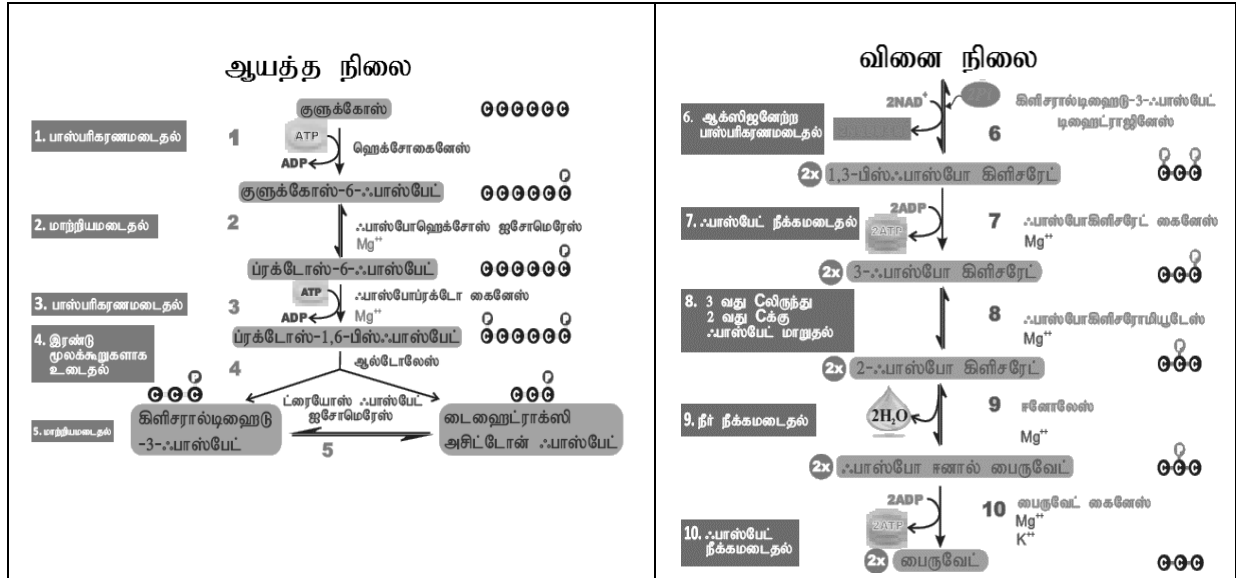 ஆயத்த நிலை
குளுக்கோஸ்
C C C C C C
1. பாஸ்பரிகரணமடைதல்
1
ATP
ADP
ஹெக்சோகைனேஸ்
P
குளுக்கோஸ்-6-ஃபாஸ்பேட்
C C C C C C
2. மாற்றியமடைதல்
2
ஃபாஸ்போஹெக்சோஸ் ஐசோமெரேஸ்
Mg++
P
ப்ரக்டோஸ்-6-ஃபாஸ்பேட்
C C C C C C
3. பாஸ்பரிகரணமடைதல்
3
ATP
ADP
ஃபாஸ்போப்ரக்டோ கைனேஸ்
Mg++
P P
ப்ரக்டோஸ்-1,6-பிஸ்ஃபாஸ்பேட்
C C C C C C
4. இரண்டு
மூலக்கூறுகளாக
உடைதல்
4
ஆல்டோலேஸ்
P
C C C
P
C C C
5. மாற்றியமடைதல்
கிளிசரால்டிஹைடு
-3-ஃபாஸ்பேட்
ட்ரையோஸ் ஃபாஸ்பேட்
ஐசோமெரேஸ்
5
டைஹைட்ராக்ஸி
அசிட்டோன் ஃபாஸ்பேட்
வினை நிலை
2NAD+
2Pi
6. ஆக்ஸிஜனேற்ற
பாஸ்பரிகரணமடைதல்
கிளிசரால்டிஹைடு-3-ஃபாஸ்பேட்
டிஹைட்ராஜினேஸ்
6
P P
2x 1,3-பிஸ்ஃபாஸ்போ கிளிசரேட்
C C C
7. ஃபாஸ்பேட் நீக்கமடைதல்
2ADP
2ATP
7
ஃபாஸ்போகிளிசரேட் கைனேஸ்
Mg++
P
2x 3-ஃபாஸ்போ கிளிசரேட்
C C C
8. 3 வது Cலிருந்து
2 வது Cக்கு
ஃபாஸ்பேட் மாறுதல்
8
ஃபாஸ்போகிளிசரோமியூடேஸ்
Mg++
P
2x 2-ஃபாஸ்போ கிளிசரேட்
C C C
9. நீர் நீக்கமடைதல்
2H2O
9
ஈனோலேஸ்
Mg++
P
2x ஃபாஸ்போ ஈனால் பைருவேட்
C C C
10. ஃபாஸ்பேட்
நீக்கமடைதல்
2ADP
2ATP
10
பைருவேட் கைனேஸ்
Mg++
K++
2x பைருவேட்
C C C